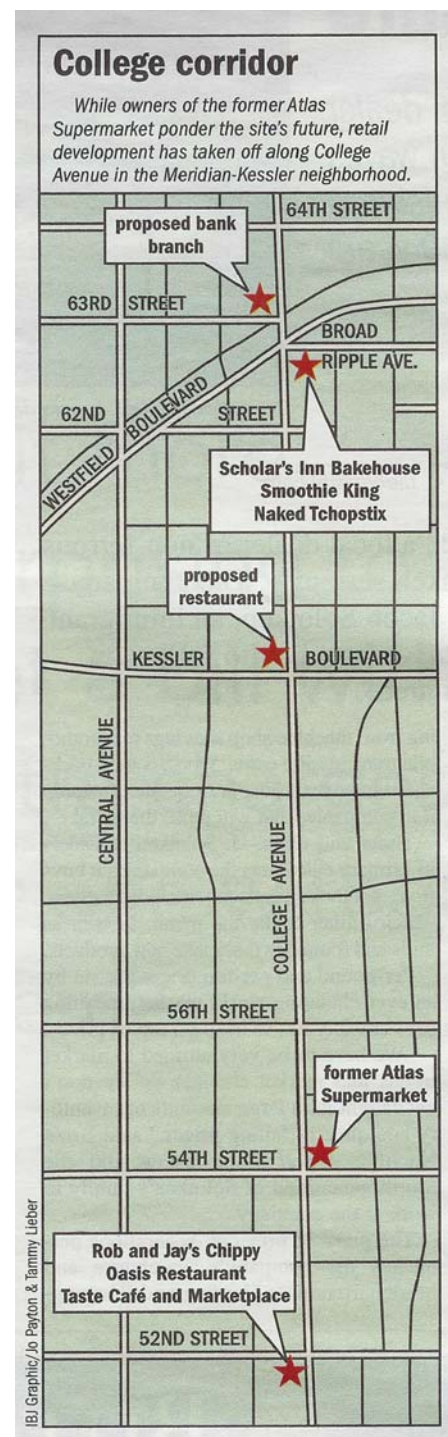 College corridor
While owners of the former Atlas
Supermarket ponder the site's future, retail
development has taken off along College
Avenue in the Meridian-Kessler neighborhood.
64TH STREET
proposed bank
branch
63RD STREET
BROAD
RIPPLE AVE.
WESTFIELD BOULEVARD
62ND STREET
Scholar's Inn Bakehouse
Smoothie King
Naked Tchopstix
proposed
restaurant
KESSLER BOULEVARD
CENTRAL AVENUE
COLLEGE AVENUE
56TH STREET
former Atlas
Supermarket
54TH STREET
Rob and Jay's Chippy
Oasis Restaurant
Taste Café and Marketplace
52ND STREET
IBJ Graphic/Jo Payton & Tammy Lieber